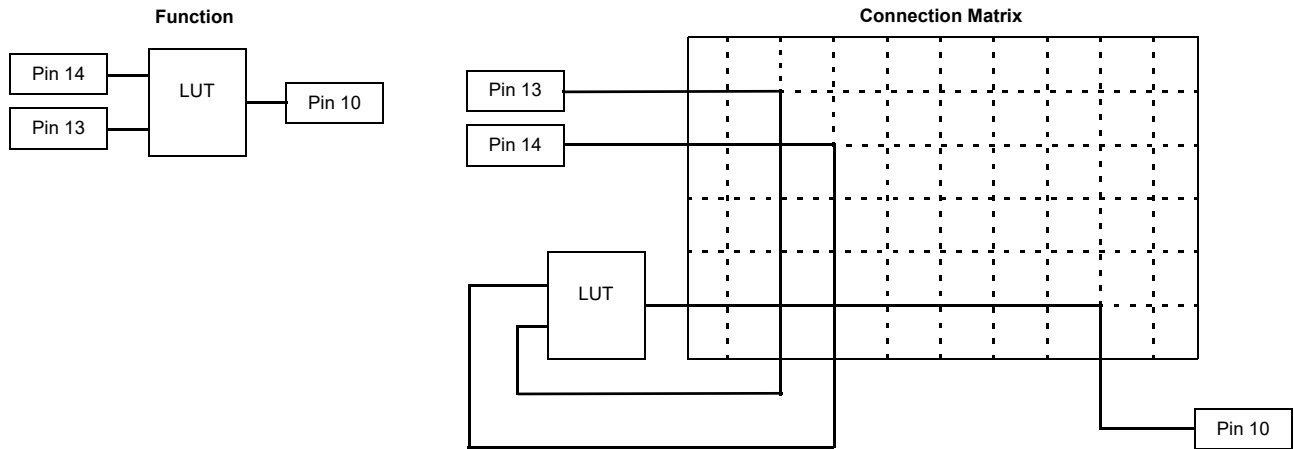 Function
Pin 14
Pin 13
LUT
Pin 10
Connection Matrix
Pin 13
Pin 14
LUT
Pin 10